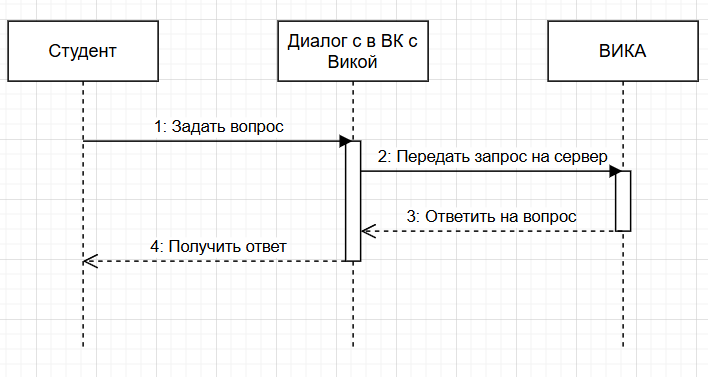 Студент
Диалог с в ВК с
Викой
ВИКА
1: Задать вопрос
2: Передать запрос на сервер
3: Ответить на вопрос
4: Получить ответ